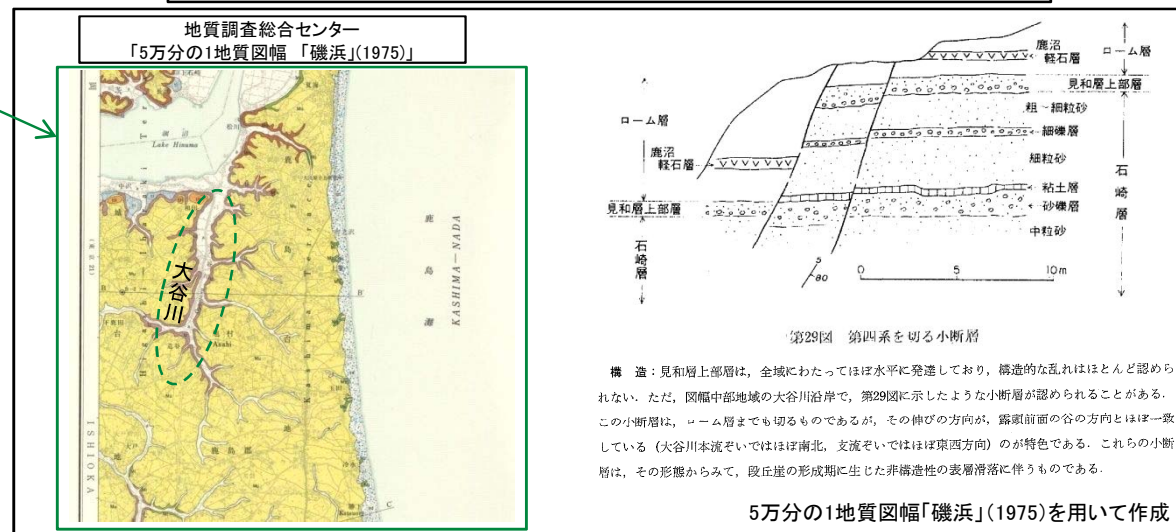 地質調査総合センター
「5万分の1地質図幅 「磯浜」(1975)」
Lake Hinuma
大谷川
Asahi
鹿島灘
KASHIMA-NADA
ISHIOKA
鹿沼
軽石層
ローム層
見和層上部層
粗~細粒砂
細礫層
細粒砂
粘土層
砂礫層
中粒砂
石崎層
ローム層
鹿沼
軽石層
見和層上部層
石崎層
5
80
0 5 10m
第29図 第四系を切る小断層
構 造:見和層上部層は,全域にわたってほぼ水平に発達しており,構造的な乱れはほとんど認めら
れない.ただ,図幅中部地域の大谷川沿岸で,第29図に示したような小断層が認められることがある.
この小断層は,ローム層までも切るものであるが,その伸びの方向が,露頭前面の谷の方向とほぼ一致
している(大谷川本流ぞいではほぼ南北,支流ぞいではほぼ東西方向)のが特色である.これらの小断
層は,その形態からみて,段丘崖の形成期に生じた非構造性の表層滑落に伴うものである.
5万分の1地質図幅「磯浜」(1975)を用いて作成